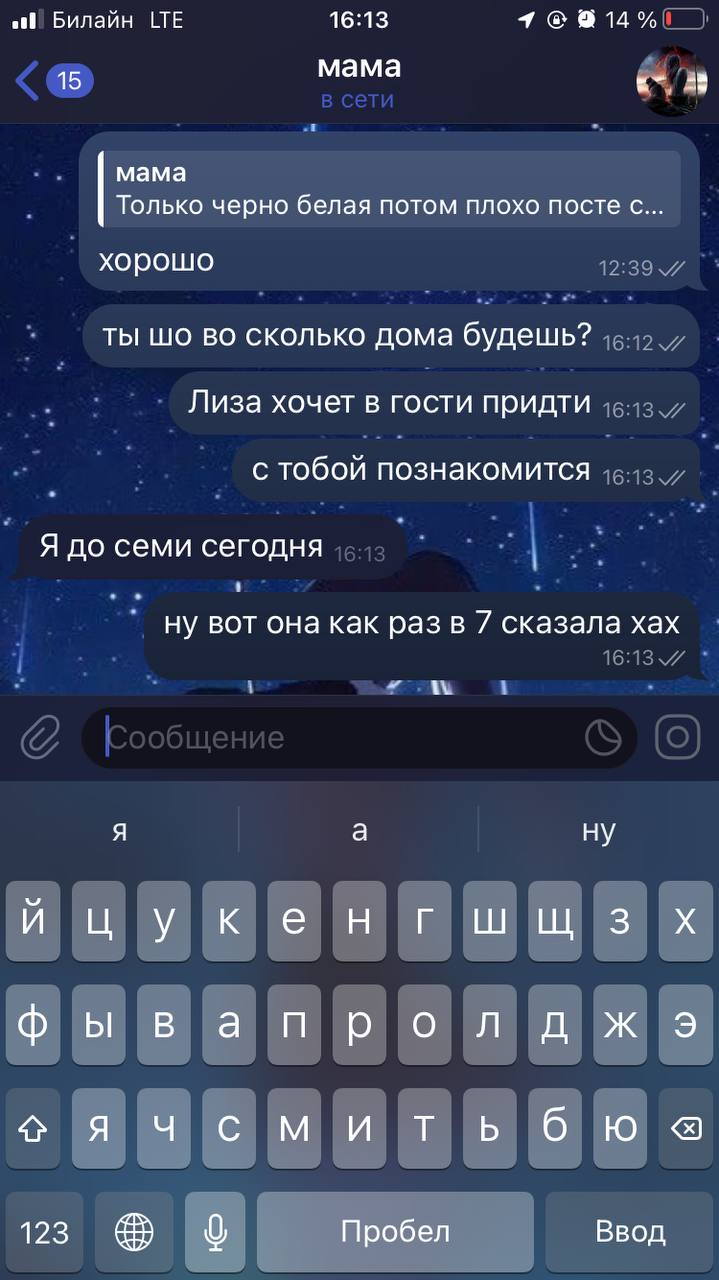 Билайн LTE 16:13 14 %
15 мама
в сети
мама
Только черно белая потом плохо посте с...
хорошо 12:39
ты шо во сколько дома будешь? 16:12
Лиза хочет в гости придти 16:13
с тобой познакомится 16:13
Я до семи сегодня 16:13
ну вот она как раз в 7 сказала хах
16:13
Сообщение
я а ну
й ц у к е н г ш щ з х
ф ы в а п р о л д ж э
я ч с м и т ь б ю
123 Пробел Ввод